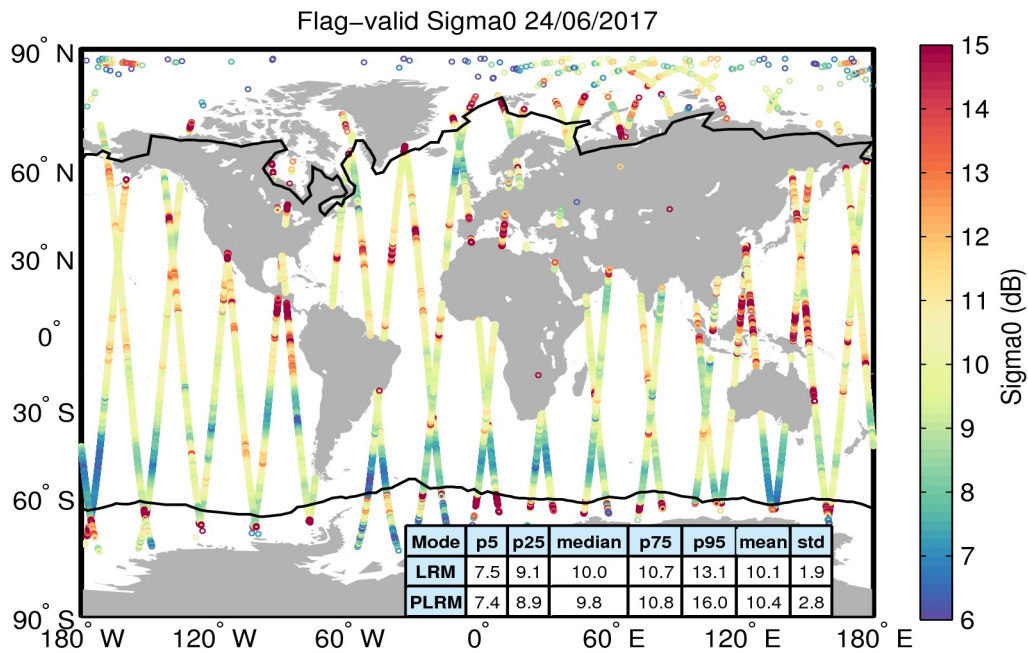 Flag−valid Sigma0 24/06/2017
90° N
60° N
30° N
0°
30° S
60° S
90° S
180° W
120° W
60° W
0°
60° E
120° E
180° E
Mode p5 p25 median p75 p95 mean std
LRM 7.5 9.1 10.0 10.7 13.1 10.1 1.9
PLRM 7.4 8.9 9.8 10.8 16.0 10.4 2.8
15
14
13
12
11
10
9
8
7
6
Sigma0 (dB)